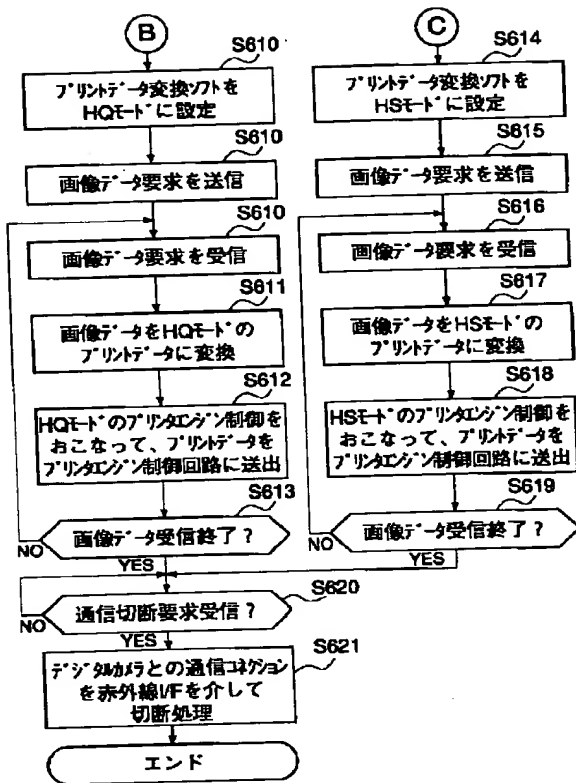 B
S610
プリントデータ変換ソフトを
HQモードに設定
S610
画像データ要求を送信
S610
画像データ要求を受信
S611
画像データをHQモードの
プリントデータに変換
S612
HQモードのプリンタエンジン制御を
おこなって、プリントデータを
プリンタエンジン制御回路に送出
S613
画像データ受信終了?
NO
YES
C
S614
プリントデータ変換ソフトを
HSモードに設定
S615
画像データ要求を送信
S616
画像データ要求を受信
S617
画像データをHSモードの
プリントデータに変換
S618
HSモードのプリンタエンジン制御を
おこなって、プリントデータを
プリンタエンジン制御回路に送出
S619
画像データ受信終了?
NO
YES
S620
通信切断要求受信?
NO
YES
S621
デジタルカメラとの通信コネクション
を赤外線I/Fを介して
切断処理
エンド